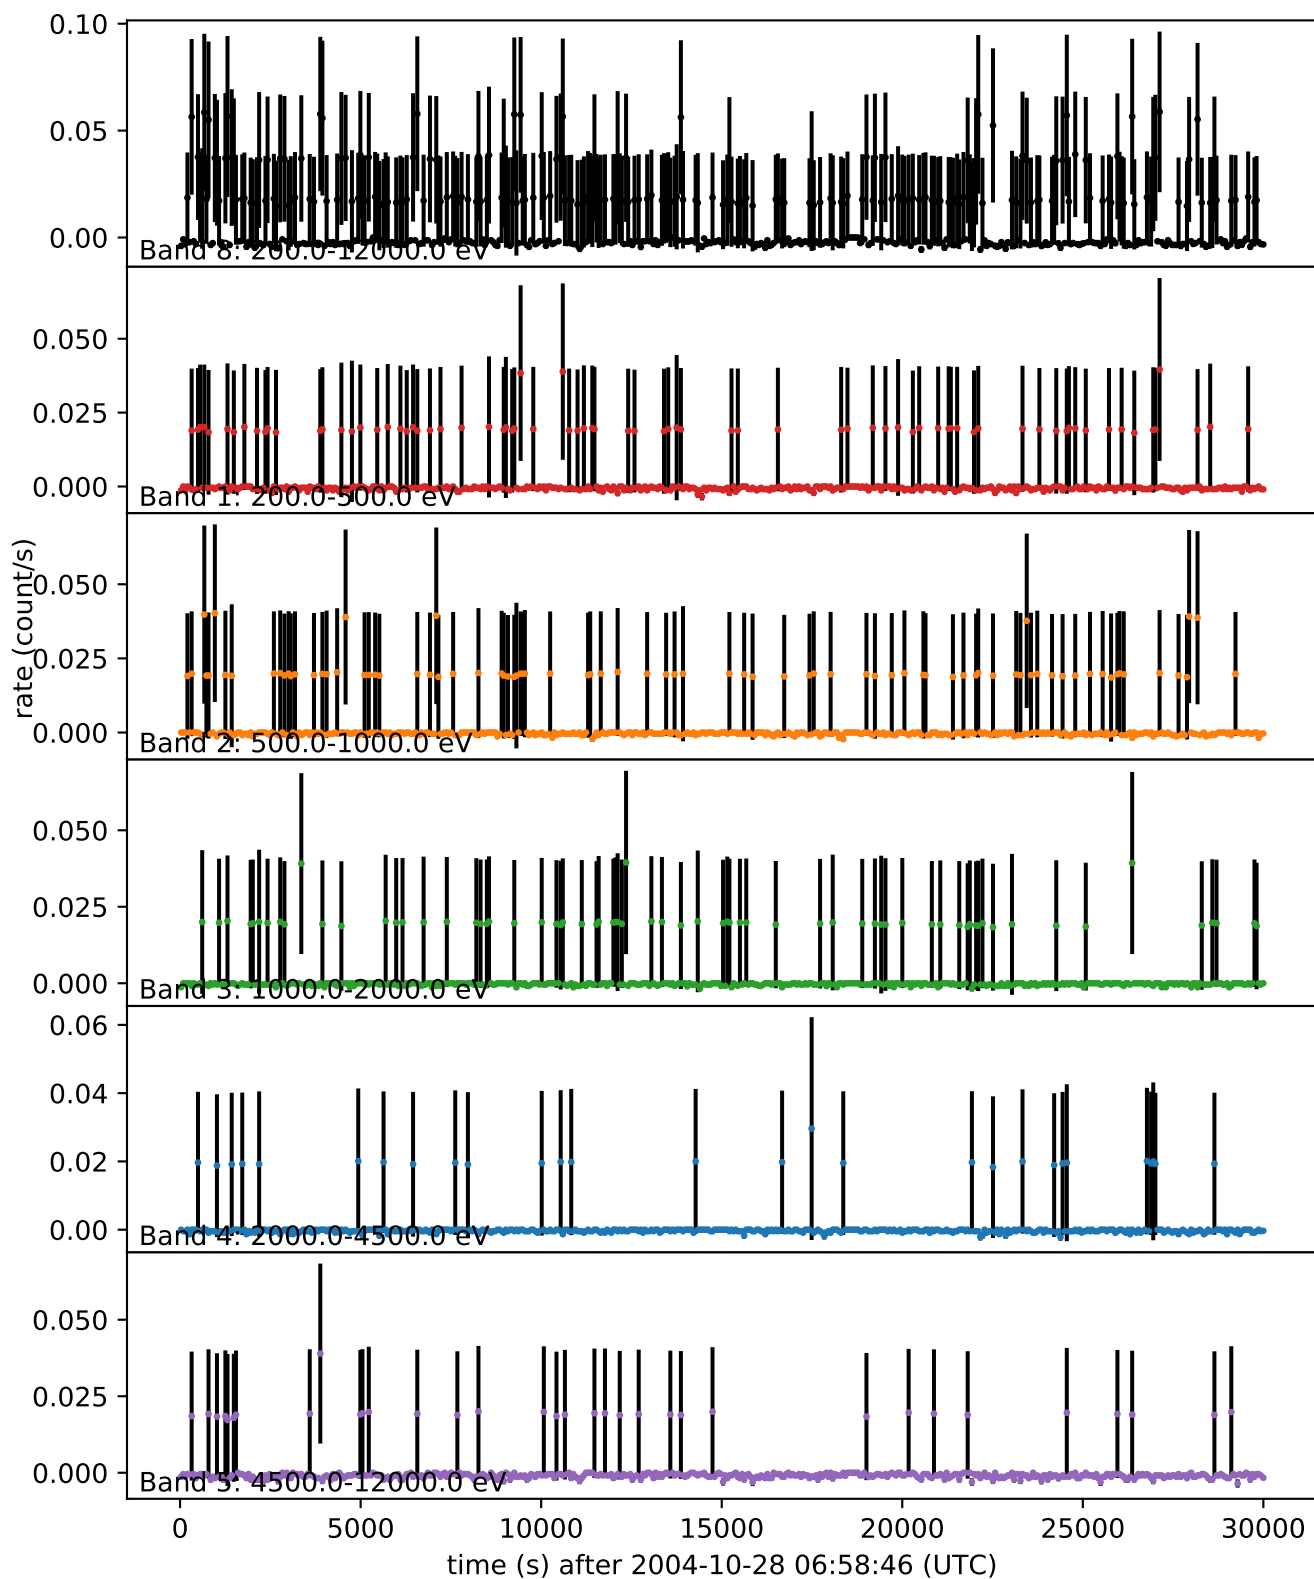 0.10
0.05
0.00
Band 8: 200.0-12000.0 eV
0.050
0.025
0.000
Band 1: 200.0-500.0 eV
rate (count/s)
0.050
0.025
0.000
Band 2: 500.0-1000.0 eV
0.050
0.025
0.000
Band 3: 1000.0-2000.0 eV
0.06
0.04
0.02
0.00
Band 4: 2000.0-4500.0 eV
0.050
0.025
0.000
Band 5: 4500.0-12000.0 eV
0 5000 10000 15000 20000 25000 30000
time (s) after 2004-10-28 06:58:46 (UTC)